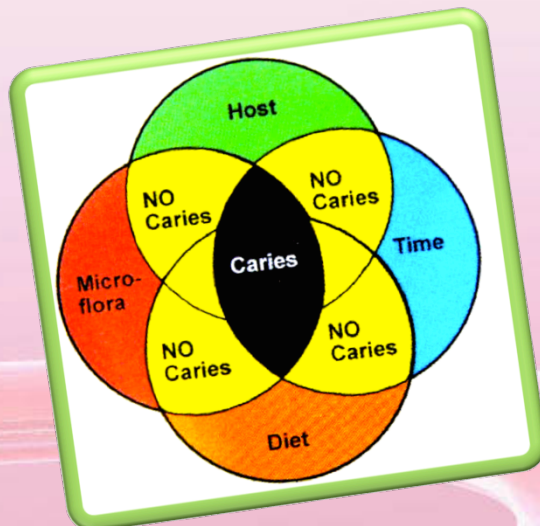 Host
NO
Caries
NO
Caries
Time
Caries
Micro-
flora
NO
Caries
NO
Caries
Diet